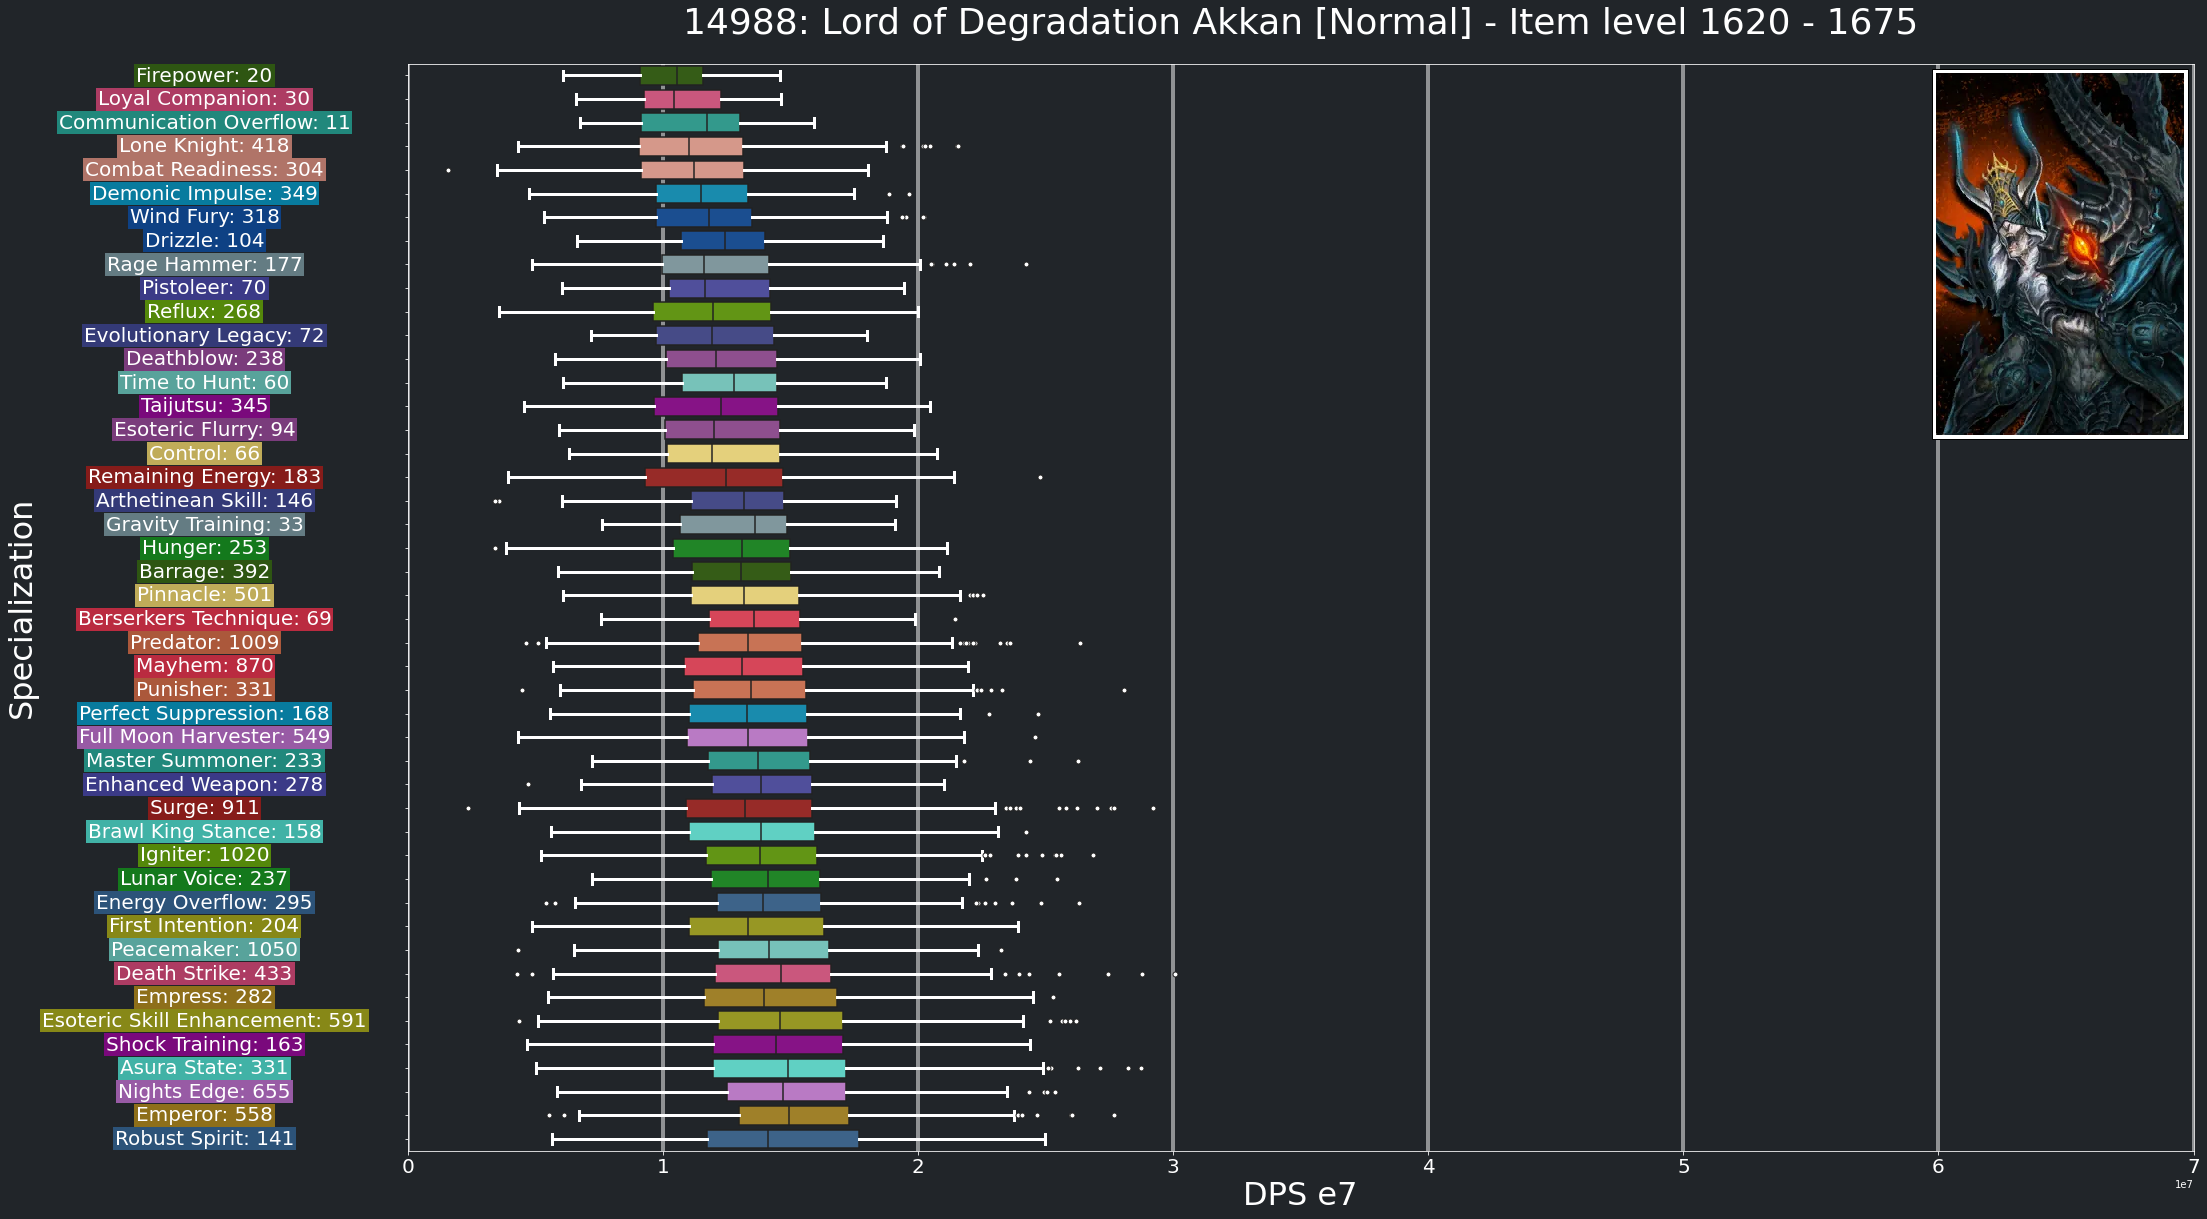 14988: Lord of Degradation Akkan [Normal] - Item level 1620 - 1675
Specialization
Firepower: 20
Loyal Companion: 30
Communication Overflow: 11
Lone Knight: 418
Combat Readiness: 304
Demonic Impulse: 349
Wind Fury: 318
Drizzle: 104
Rage Hammer: 177
Pistoleer: 70
Reflux: 268
Evolutionary Legacy: 72
Deathblow: 238
Time to Hunt: 60
Taijutsu: 345
Esoteric Flurry: 94
Control: 66
Remaining Energy: 183
Arthetinean Skill: 146
Gravity Training: 33
Hunger: 253
Barrage: 392
Pinnacle: 501
Berserkers Technique: 69
Predator: 1009
Mayhem: 870
Punisher: 331
Perfect Suppression: 168
Full Moon Harvester: 549
Master Summoner: 233
Enhanced Weapon: 278
Surge: 911
Brawl King Stance: 158
Igniter: 1020
Lunar Voice: 237
Energy Overflow: 295
First Intention: 204
Peacemaker: 1050
Death Strike: 433
Empress: 282
Esoteric Skill Enhancement: 591
Shock Training: 163
Asura State: 331
Nights Edge: 655
Emperor: 558
Robust Spirit: 141
0 1 2 3 4 5 6 7
1e7
DPS e7